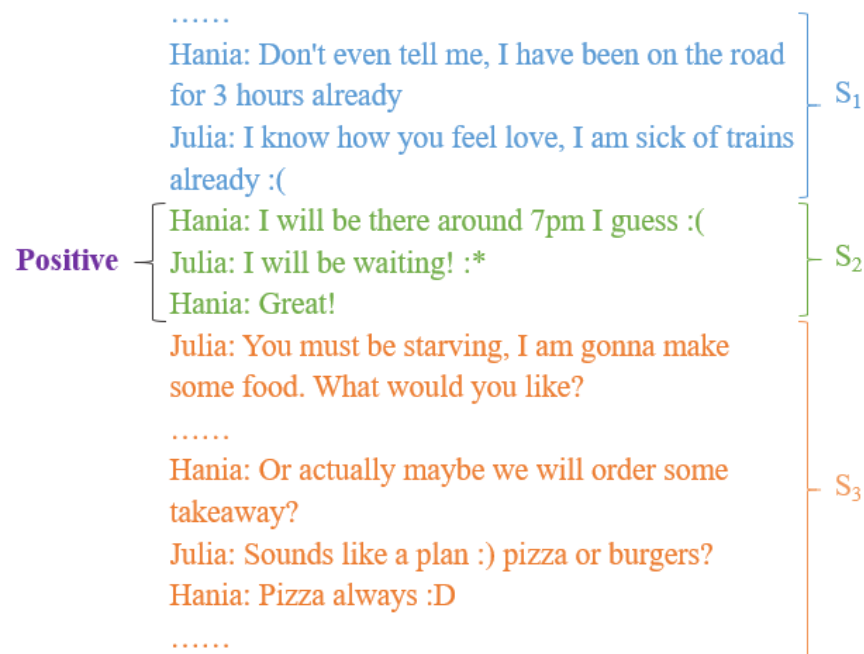 ……
Hania: Don't even tell me, I have been on the road
for 3 hours already
S₁
Julia: I know how you feel love, I am sick of trains
already :(
Hania: I will be there around 7pm I guess :(
Positive
Julia: I will be waiting! :*
S₂
Hania: Great!
Julia: You must be starving, I am gonna make
some food. What would you like?
……
Hania: Or actually maybe we will order some
S₃
takeaway?
Julia: Sounds like a plan :) pizza or burgers?
Hania: Pizza always :D
……